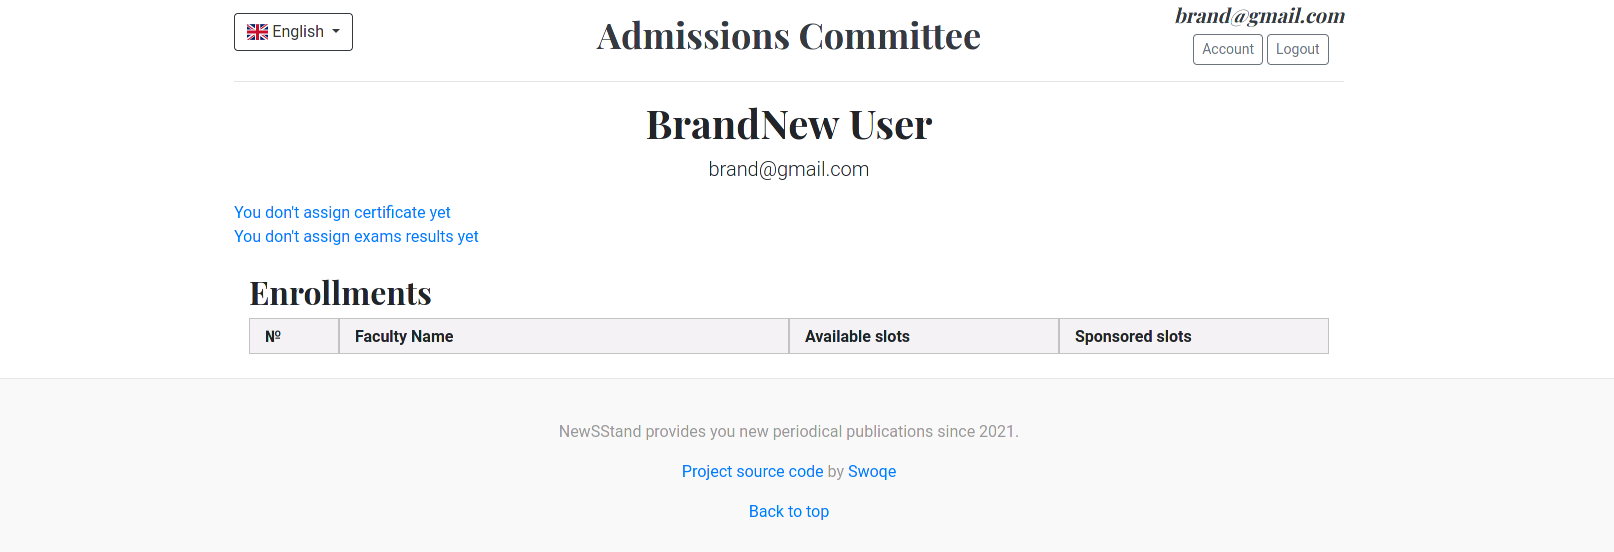 English
Admissions Committee
brand@gmail.com
Account Logout
BrandNew User
brand@gmail.com
You don't assign certificate yet
You don't assign exams results yet
Enrollments
№ Faculty Name Available slots Sponsored slots
NewSStand provides you new periodical publications since 2021.
Project source code by Swoqe
Back to top